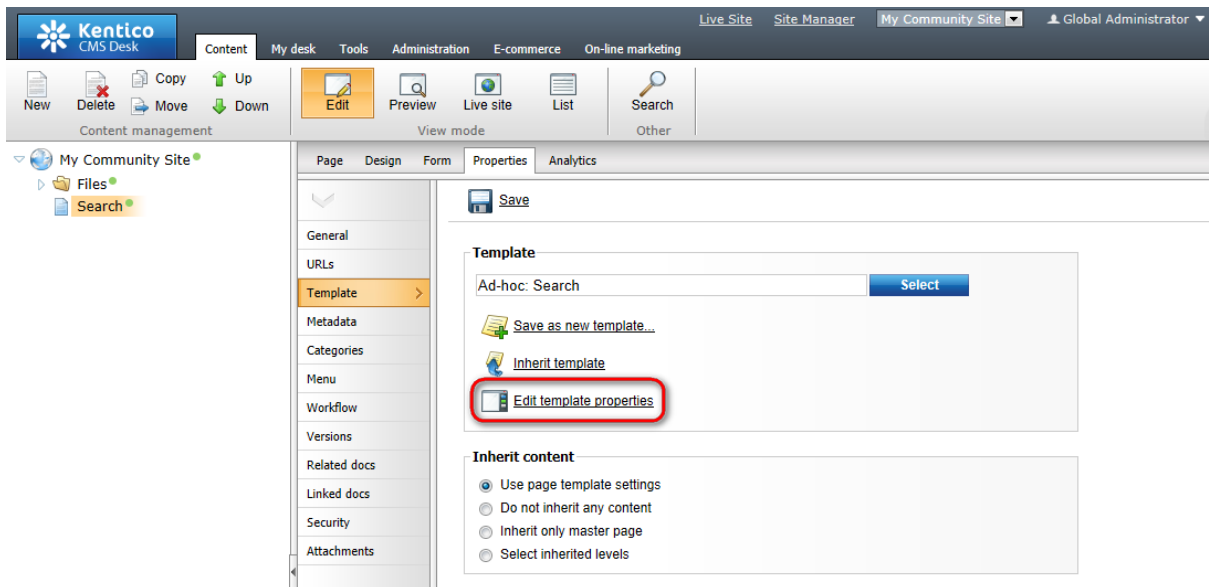 Live Site Site Manager My Community Site Global Administrator
Kentico
CMS Desk
Content My desk Tools Administration E-commerce On-line marketing
New Delete Copy Move Up Down
Content management
Edit Preview Live site List
View mode
Search
Other
My Community Site
Files
Search
Page Design Form Properties Analytics
General
URLs
Template
Metadata
Categories
Menu
Workflow
Versions
Related docs
Linked docs
Security
Attachments
Save
Template
Ad-hoc: Search Select
Save as new template...
Inherit template
Edit template properties
Inherit content
Use page template settings
Do not inherit any content
Inherit only master page
Select inherited levels